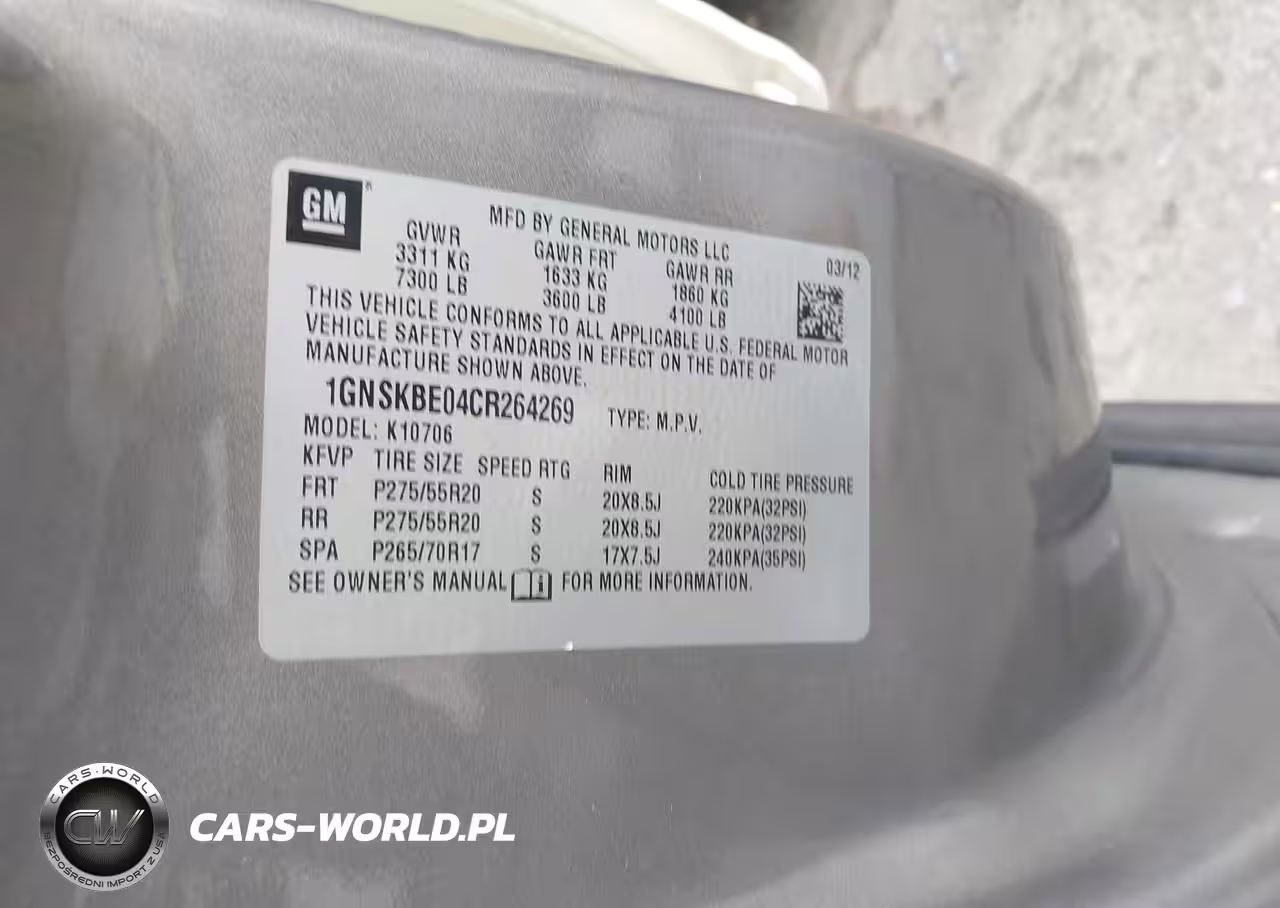 GM®
MFD BY GENERAL MOTORS LLC
03/12
GVWR GAWR FRT GAWR RR
3311 KG 1633 KG 1860 KG
7300 LB 3600 LB 4100 LB
THIS VEHICLE CONFORMS TO ALL APPLICABLE U.S. FEDERAL MOTOR
VEHICLE SAFETY STANDARDS IN EFFECT ON THE DATE OF
MANUFACTURE SHOWN ABOVE.
1GNSKBE04CR264269 TYPE: M.P.V.
MODEL: K10706
KFVP TIRE SIZE SPEED RTG RIM COLD TIRE PRESSURE
FRT P275/55R20 S 20X8.5J 220KPA(32PSI)
RR P275/55R20 S 20X8.5J 220KPA(32PSI)
SPA P265/70R17 S 17X7.5J 240KPA(35PSI)
SEE OWNER'S MANUAL i FOR MORE INFORMATION.
CARS-WORLD
CW
BEZPOŚREDNI IMPORT Z USA
CARS-WORLD.PL